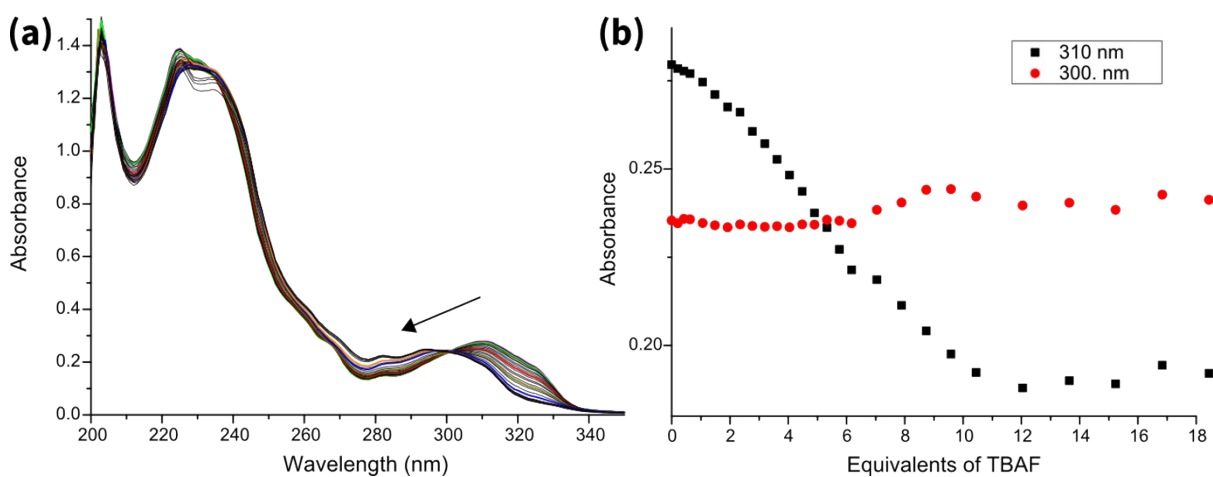 (a)
1.4
1.2
1.0
0.8
0.6
0.4
0.2
0.0
Absorbance
200 220 240 260 280 300 320 340
Wavelength (nm)
(b)
310 nm
300. nm
0.25
0.20
Absorbance
0 2 4 6 8 10 12 14 16 18
Equivalents of TBAF